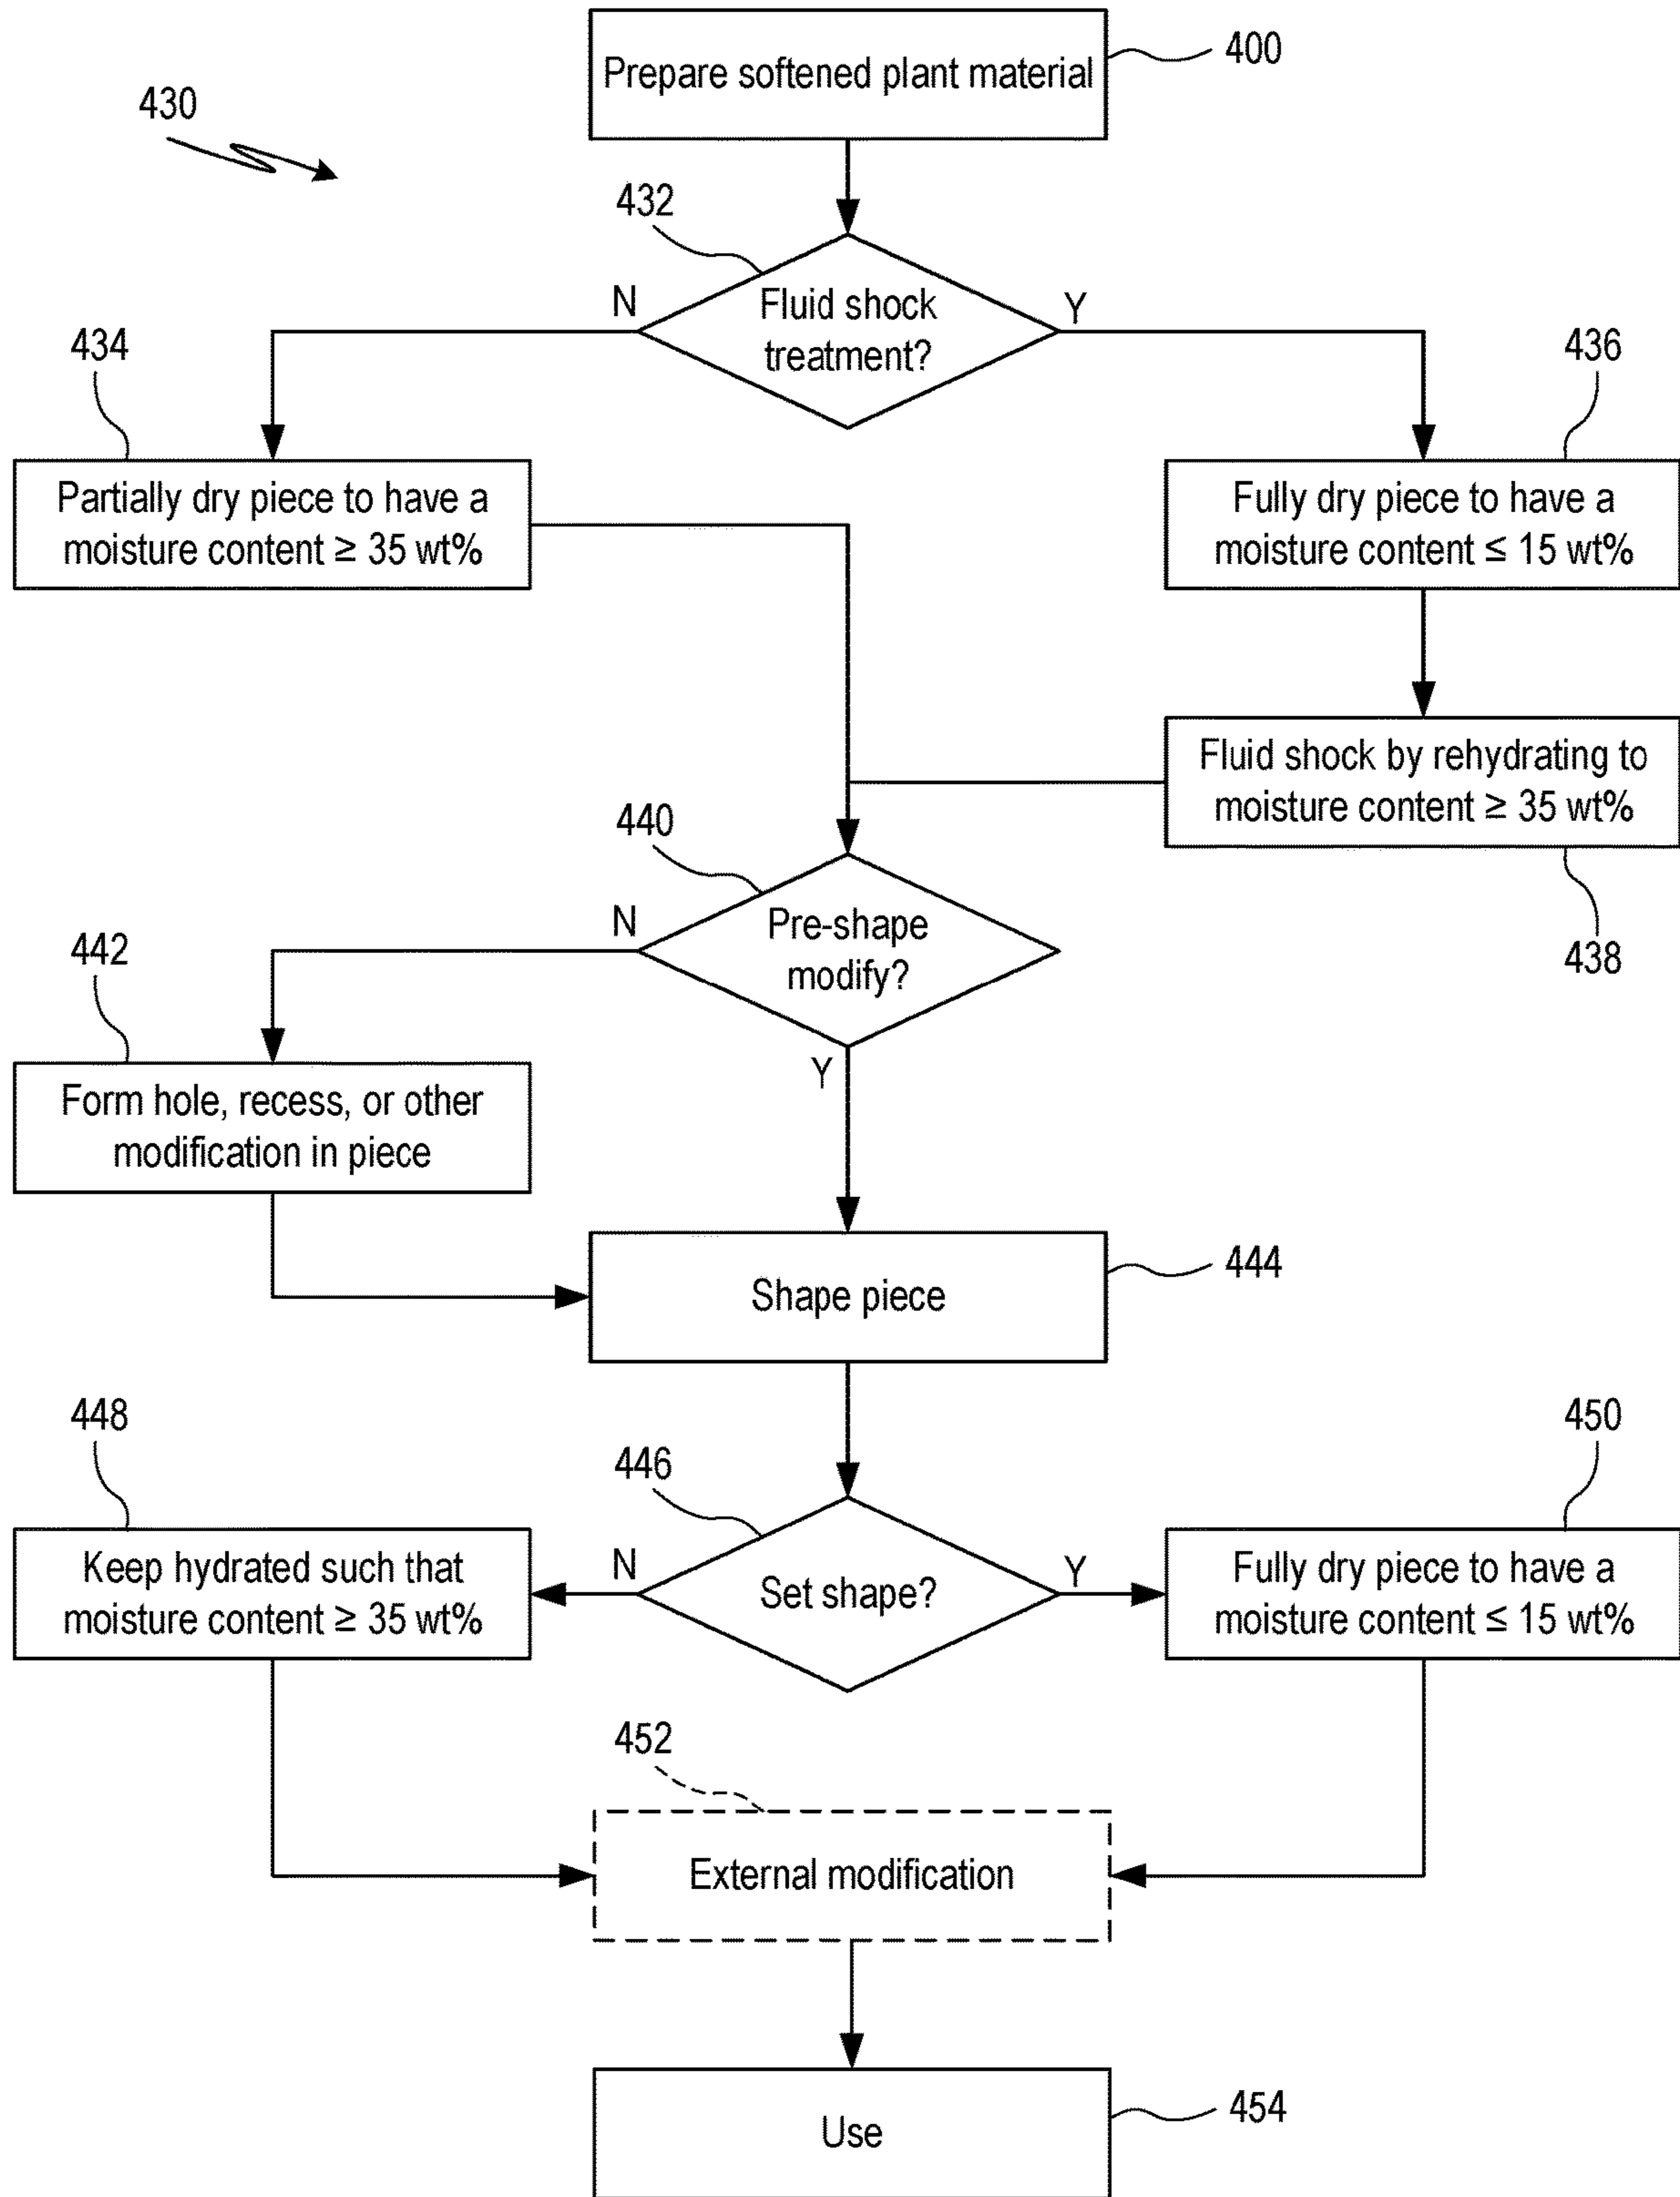 Prepare softened plant material
400
430
432
Fluid shock
treatment?
N
Y
434
436
Partially dry piece to have a
moisture content ≥ 35 wt%
Fully dry piece to have a
moisture content ≤ 15 wt%
Fluid shock by rehydrating to
moisture content ≥ 35 wt%
438
440
Pre-shape
modify?
N
Y
442
Form hole, recess, or other
modification in piece
Shape piece
444
446
Set shape?
N
Y
448
Keep hydrated such that
moisture content ≥ 35 wt%
450
Fully dry piece to have a
moisture content ≤ 15 wt%
452
External modification
Use
454